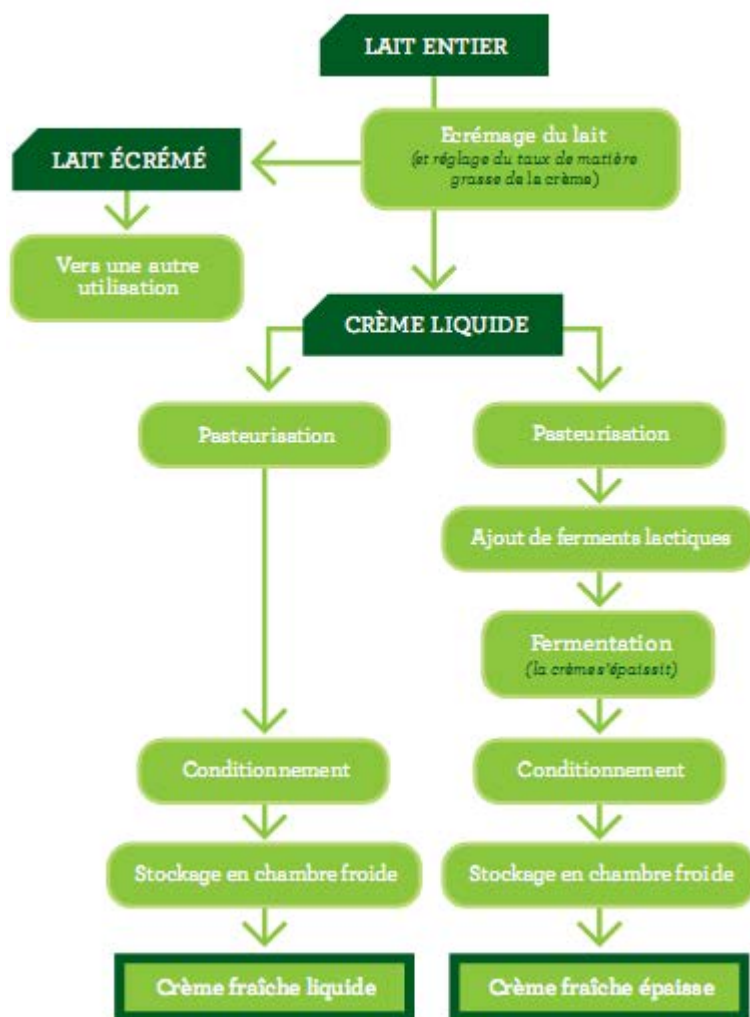 LAIT ENTIER
Ecrémage du lait
(et réglage du taux de matière
grasse de la crème)
LAIT ÉCRÉMÉ
Vers une autre
utilisation
CRÈME LIQUIDE
Pasteurisation
Pasteurisation
Ajout de ferments lactiques
Fermentation
(la crème s'épaissit)
Conditionnement
Conditionnement
Stockage en chambre froide
Stockage en chambre froide
Crème fraîche liquide
Crème fraîche épaisse